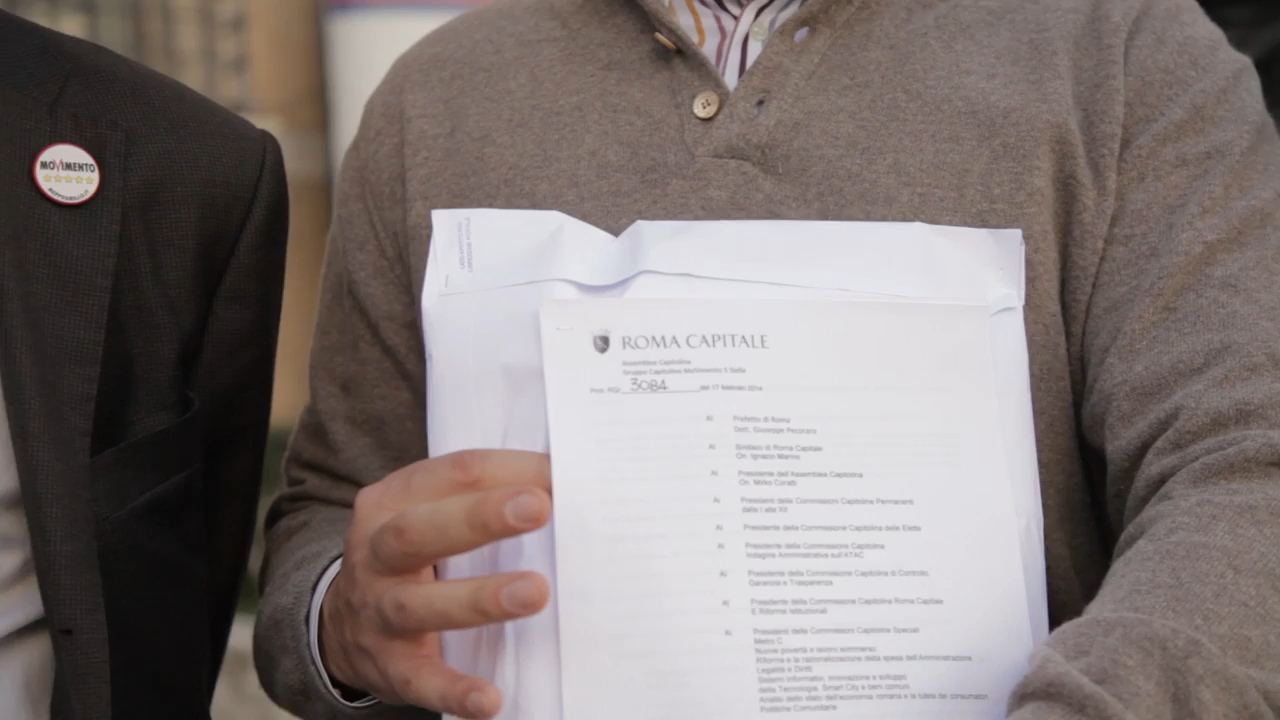 MOVIMENTO
ROMA CAPITALE
Assemblea Capitolina
Gruppo Capitolino MoVimento 5 Stelle
Prot. RQ/ 3084 del 17 febbraio 2014
Al Prefetto di Roma
Dott. Giuseppe Pecoraro
Al Sindaco di Roma Capitale
On. Ignazio Marino
Al Presidente dell'Assemblea Capitolina
On. Mirko Coratti
Ai Presidenti delle Commissioni Capitoline Permanenti
dalla I alla XII
Al Presidente della Commissione Capitolina delle Elette
Al Presidente della Commissione Capitolina
Indagine Amministrativa sull'ATAC
Al Presidente della Commissione Capitolina di Controllo,
Garanzia e Trasparenza
Al Presidente della Commissione Capitolina Roma Capitale
E Riforme Istituzionali
Ai Presidenti delle Commissioni Capitoline Speciali
Metro C
Nuove povertà e lavoro sommerso
Riforma e la razionalizzazione della spesa dell'Amministrazione
Legalità e Diritti
Sistemi Informativi, innovazione e sviluppo
della Tecnologia, Smart City e beni comuni
Analisi dello stato dell'economia romana e la tutela dei consumatori
Politiche Comunitarie